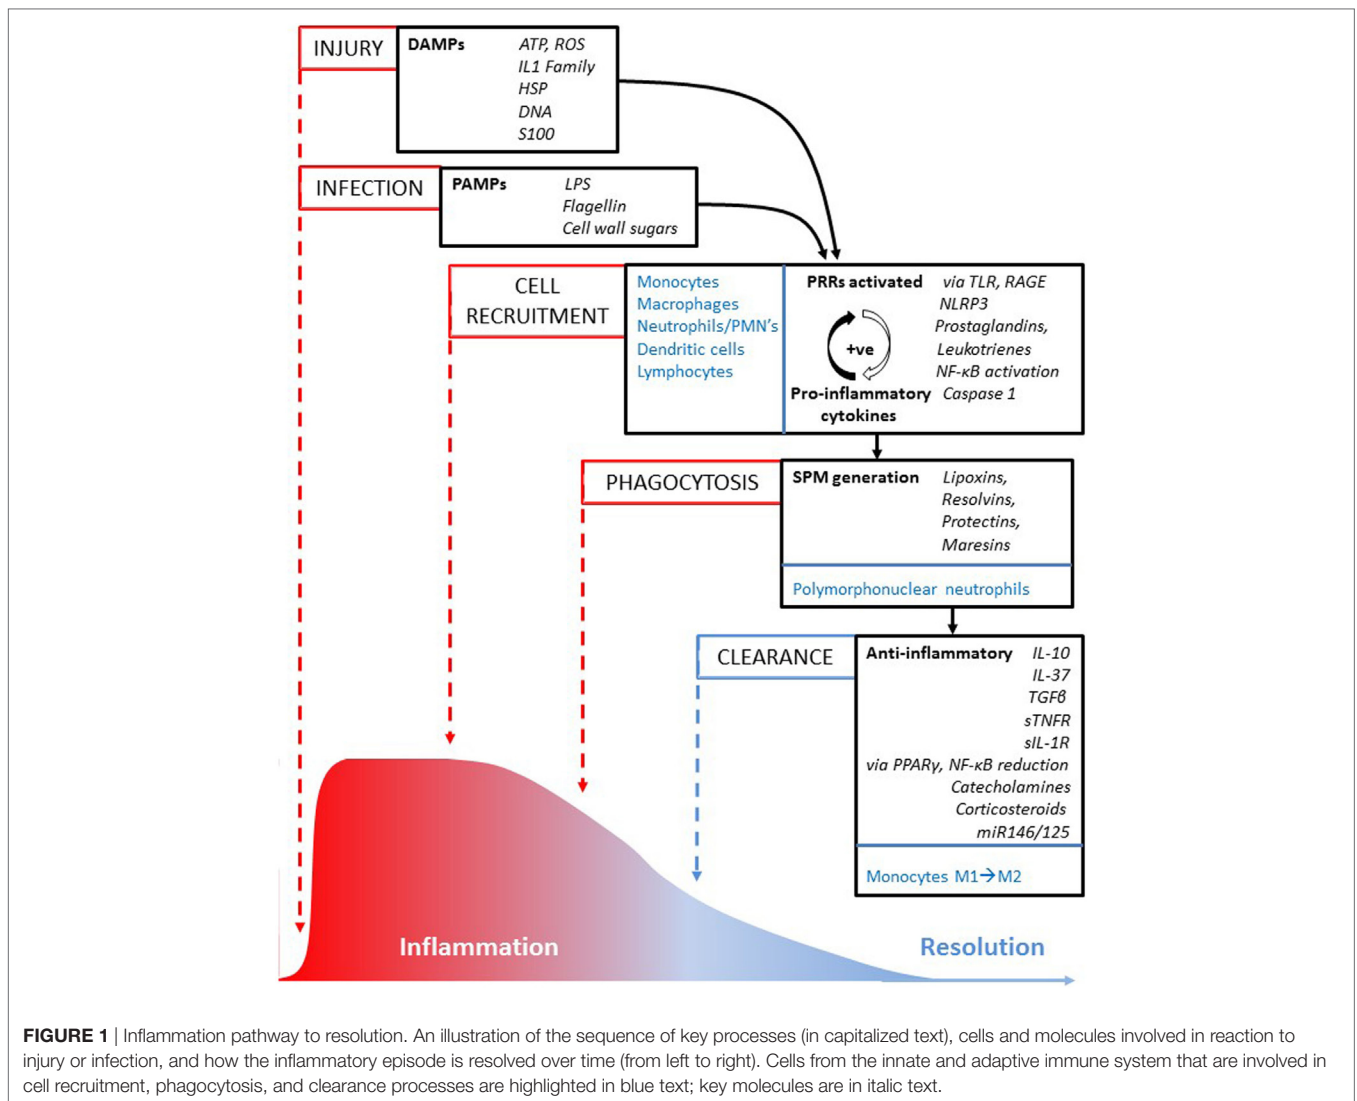 INJURY
DAMPs
ATP, ROS
IL1 Family
HSP
DNA
S100
INFECTION
PAMPs
LPS
Flagellin
Cell wall sugars
CELL
RECRUITMENT
Monocytes
Macrophages
Neutrophils/PMN's
Dendritic cells
Lymphocytes
PRRs activated
+ve
Pro-inflammatory
cytokines
via TLR, RAGE
NLRP3
Prostaglandins,
Leukotrienes
NF-κB activation
Caspase 1
PHAGOCYTOSIS
SPM generation
Lipoxins,
Resolvins,
Protectins,
Maresins
Polymorphonuclear neutrophils
CLEARANCE
Anti-inflammatory
IL-10
IL-37
TGFβ
sTNFR
sIL-1R
via PPARγ, NF-κB reduction
Catecholamines
Corticosteroids
miR146/125
Monocytes M1→M2
Inflammation
Resolution
FIGURE 1 | Inflammation pathway to resolution. An illustration of the sequence of key processes (in capitalized text), cells and molecules involved in reaction to
injury or infection, and how the inflammatory episode is resolved over time (from left to right). Cells from the innate and adaptive immune system that are involved in
cell recruitment, phagocytosis, and clearance processes are highlighted in blue text; key molecules are in italic text.